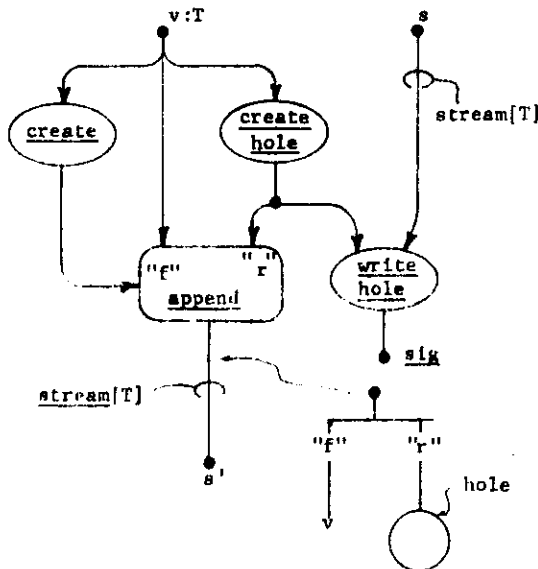 v:T
s
create
create
hole
stream[T]
"f"
"r"
append
write
hole
sig
stream[T]
"f"
"r"
s'
hole
v